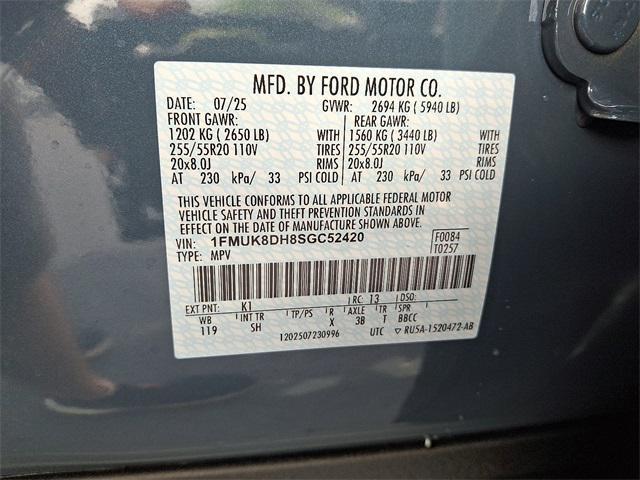 MFD. BY FORD MOTOR CO.
DATE: 07/25 GVWR: 2694 KG ( 5940 LB)
FRONT GAWR: REAR GAWR:
1202 KG ( 2650 LB) WITH 1560 KG ( 3440 LB) WITH
255/55R20 110V TIRES 255/55R20 110V TIRES
20x8.0J RIMS 20x8.0J RIMS
AT 230 kPa/ 33 PSI COLD AT 230 kPa/ 33 PSI COLD
THIS VEHICLE CONFORMS TO ALL APPLICABLE FEDERAL MOTOR
VEHICLE SAFETY AND THEFT PREVENTION STANDARDS IN
EFFECT ON THE DATE OF MANUFACTURE SHOWN ABOVE.
VIN: 1FMUK8DH8SGC52420 F0084
TYPE: MPV T0257
EXT PNT: K1 RC: 13 DSO:
WB INT TR TP/PS R AXLE TR SPR
119 SH X 3B T BBCC
1202507230996 UTC ▽ RU5A-1520472-AB